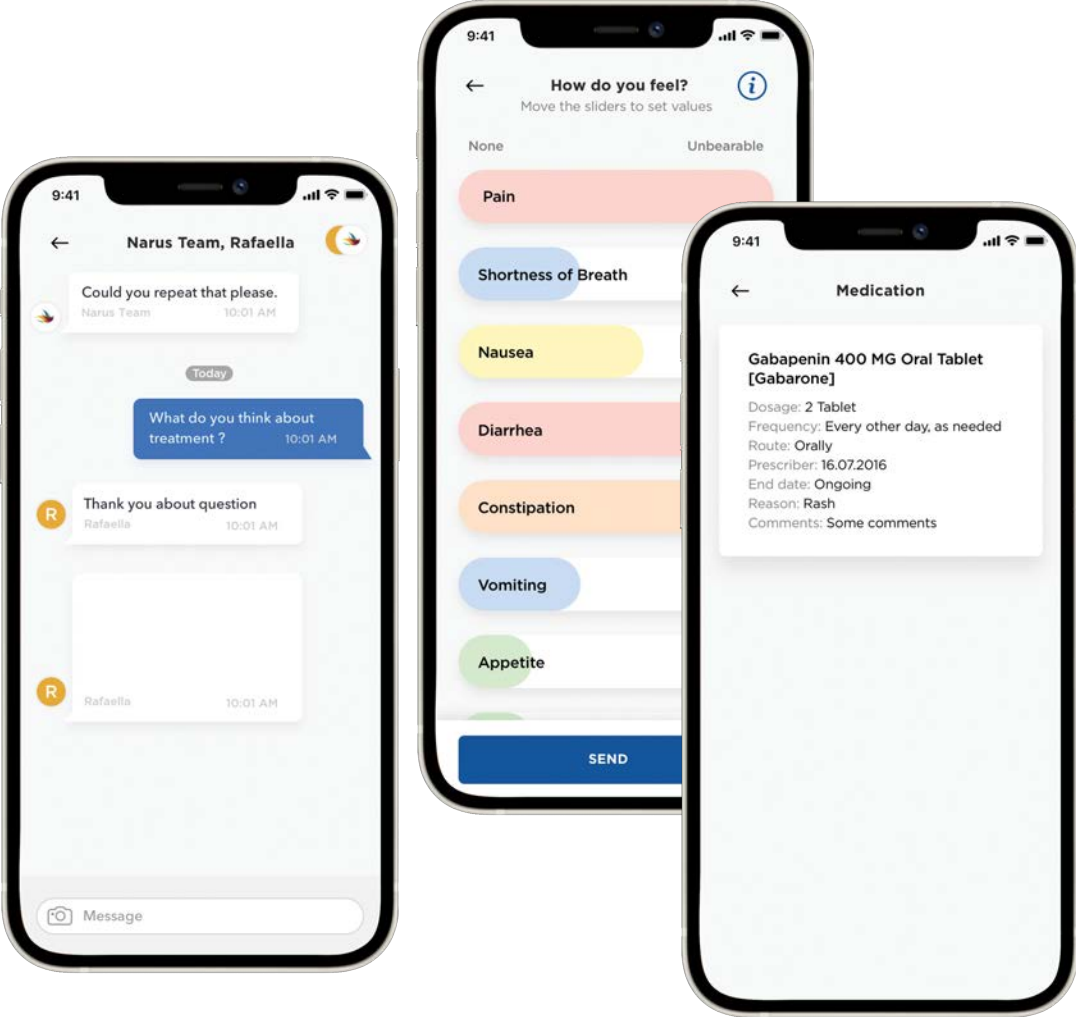 9:41
Narus Team, Rafaella
Could you repeat that please.
Narus Team 10:01 AM
Today
What do you think about
treatment ? 10:01 AM
R
Thank you about question
Rafaella 10:01 AM
R
Rafaella 10:01 AM
Message
9:41
How do you feel?
i
Move the sliders to set values
None Unbearable
Pain
Shortness of Breath
Nausea
Diarrhea
Constipation
Vomiting
Appetite
SEND
9:41
Medication
Gabapenin 400 MG Oral Tablet
[Gabarone]
Dosage: 2 Tablet
Frequency: Every other day, as needed
Route: Orally
Prescriber: 16.07.2016
End date: Ongoing
Reason: Rash
Comments: Some comments